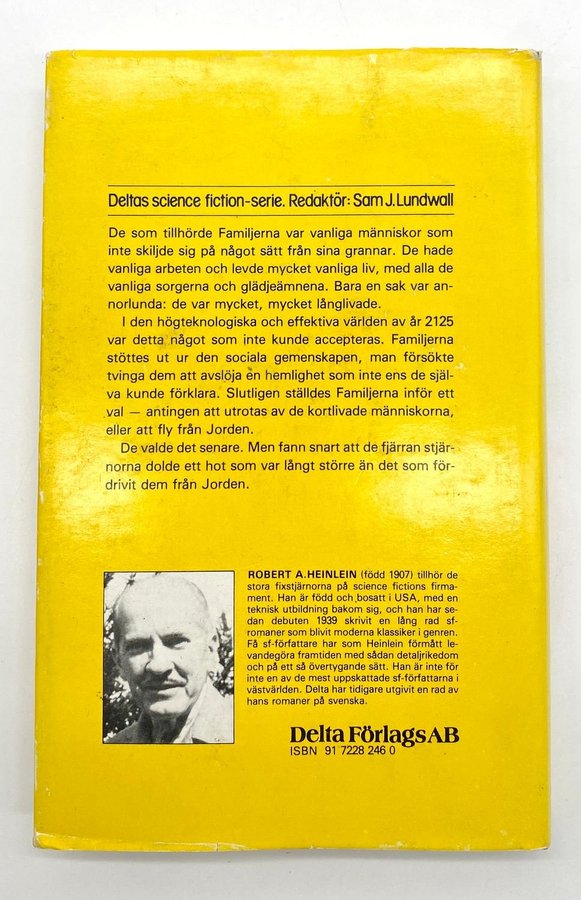 Deltas science fiction-serie. Redaktör: Sam J. Lundwall
De som tillhörde Familjerna var vanliga människor som
inte skiljde sig på något sätt från sina grannar. De hade
vanliga arbeten och levde mycket vanliga liv, med alla de
vanliga sorgerna och glädjeämnena. Bara en sak var an-
norlunda: de var mycket, mycket långlivade.
I den högteknologiska och effektiva världen av år 2125
var detta något som inte kunde accepteras. Familjerna
stöttes ut ur den sociala gemenskapen, man försökte
tvinga dem att avslöja en hemlighet som inte ens de själ-
va kunde förklara. Slutligen ställdes Familjerna inför ett
val — antingen att utrotas av de kortlivade människorna,
eller att fly från Jorden.
De valde det senare. Men fann snart att de fjärran stjär-
norna dolde ett hot som var långt större än det som för-
drivit dem från Jorden.
ROBERT A. HEINLEIN (född 1907) tillhör de
stora fixstjärnorna på science fictions firma-
ment. Han är född och bosatt i USA, med en
teknisk utbildning bakom sig, och han har se-
dan debuten 1939 skrivit en lång rad sf-
romaner som blivit moderna klassiker i genren.
Få sf-författare har som Heinlein förmått le-
vandegöra framtiden med sådan detaljrikedom
och på ett så övertygande sätt. Han är inte för
inte en av de mest uppskattade sf-författarna i
västvärlden. Delta har tidigare utgivit en rad av
hans romaner på svenska.
Delta Förlags AB
ISBN 91 7228 246 0